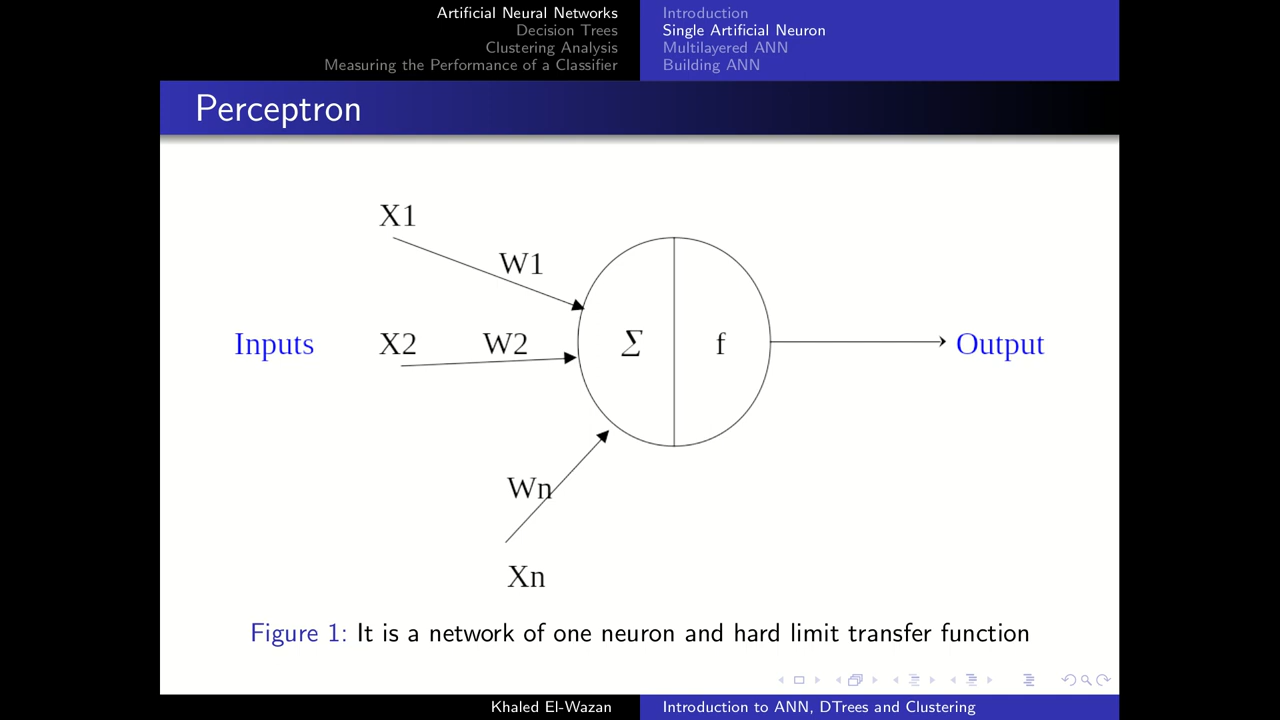 Artificial Neural Networks
Decision Trees
Clustering Analysis
Measuring the Performance of a Classifier
Introduction
Single Artificial Neuron
Multilayered ANN
Building ANN
Perceptron
X1
W1
Inputs X2 W2 Σ f Output
Wn
Xn
Figure 1: It is a network of one neuron and hard limit transfer function
Khaled El-Wazan Introduction to ANN, DTrees and Clustering